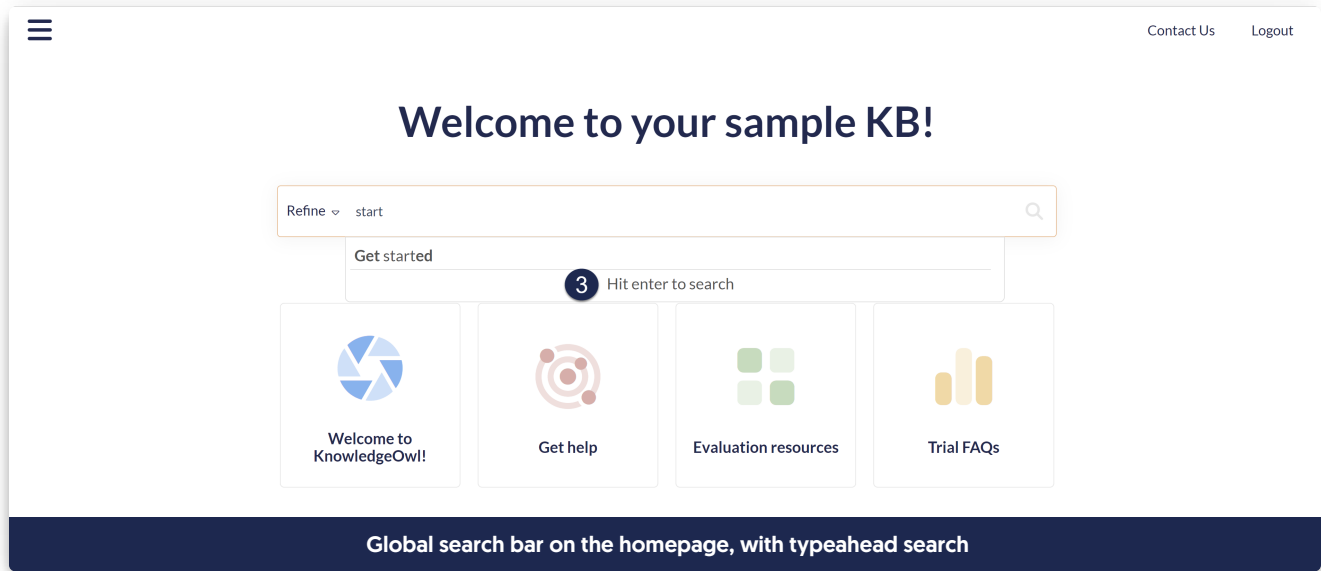 Contact Us Logout
Welcome to your sample KB!
Refine start
Get started
3 Hit enter to search
Welcome to
KnowledgeOwl!
Get help
Evaluation resources
Trial FAQs
Global search bar on the homepage, with typeahead search